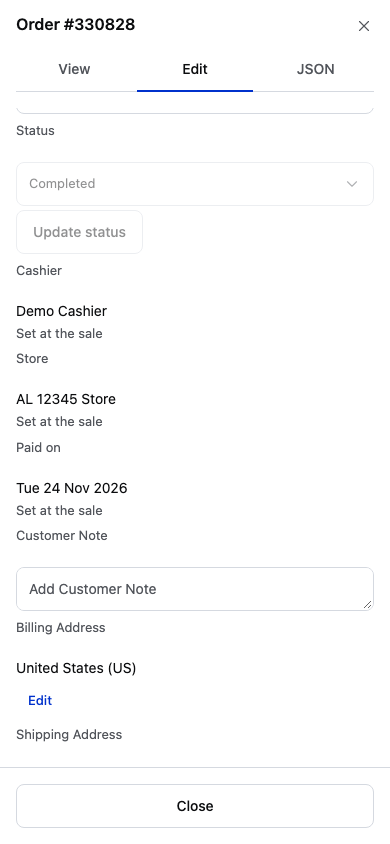 Order #330828
View
Edit
JSON
Status
Completed
Update status
Cashier
Demo Cashier
Set at the sale
Store
AL 12345 Store
Set at the sale
Paid on
Tue 24 Nov 2026
Set at the sale
Customer Note
Add Customer Note
Billing Address
United States (US)
Edit
Shipping Address
Close